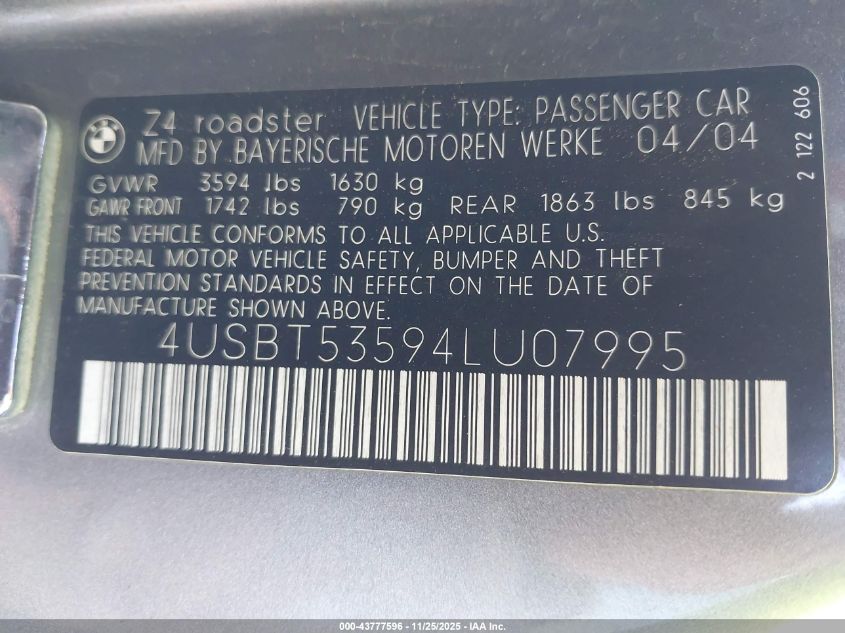 BMW
Z4 roadster VEHICLE TYPE: PASSENGER CAR
MFD BY BAYERISCHE MOTOREN WERKE 04/04
GVWR 3594 lbs 1630 kg
GAWR FRONT 1742 lbs 790 kg REAR 1863 lbs 845 kg
THIS VEHICLE CONFORMS TO ALL APPLICABLE U.S.
FEDERAL MOTOR VEHICLE SAFETY, BUMPER AND THEFT
PREVENTION STANDARDS IN EFFECT ON THE DATE OF
MANUFACTURE SHOWN ABOVE.
4USBT53594LU07995
2 122 606
000-43777596 - 11/25/2025 - IAA Inc.